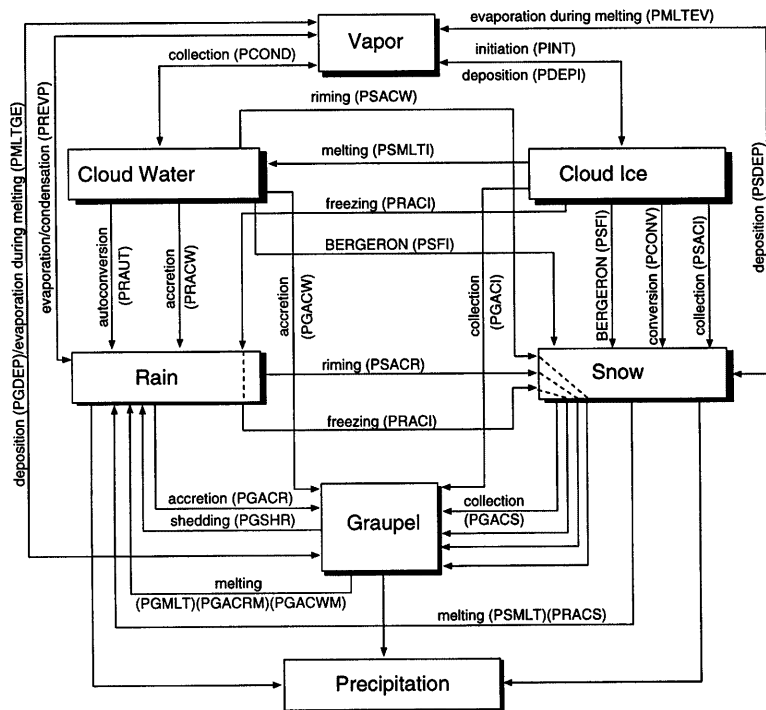 evaporation during melting (PMLTEV)
Vapor
collection (PCOND)
initiation (PINT)
deposition (PDEPI)
riming (PSACW)
deposition (PGDEP)/evaporation during melting (PMLTGE)
evaporation/condensation (PREVP)
melting (PSMLTI)
Cloud Water
Cloud Ice
deposition (PSDEP)
freezing (PRACI)
BERGERON (PSFI)
autoconversion
(PRAUT)
accretion
(PRACW)
accretion
(PGACW)
collection
(PGACI)
BERGERON (PSFI)
conversion (PCONV)
collection (PSACI)
Rain
riming (PSACR)
Snow
freezing (PRACI)
accretion (PGACR)
shedding (PGSHR)
Graupel
collection
(PGACS)
melting
(PGMLT)(PGACRM)(PGACWM)
melting (PSMLT)(PRACS)
Precipitation